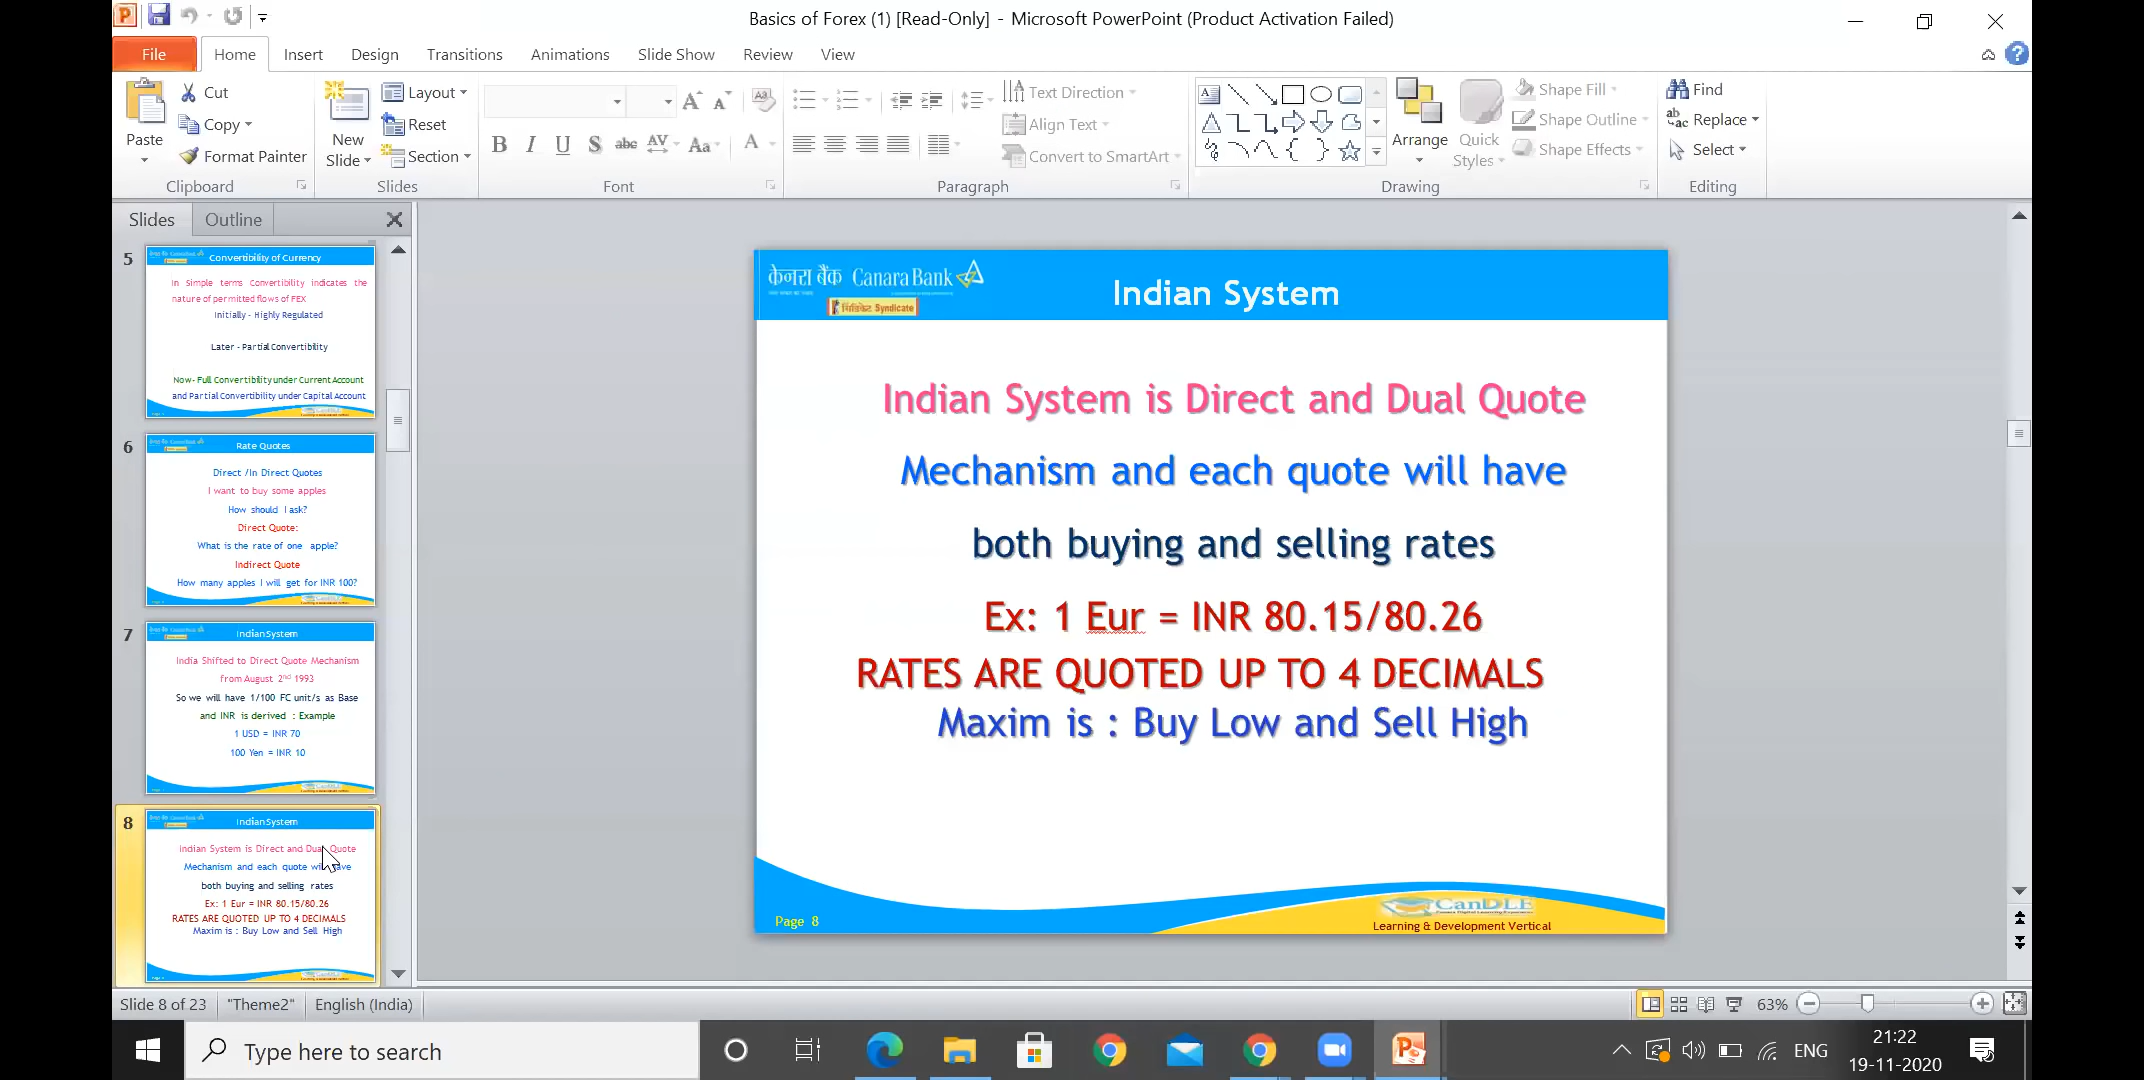 Basics of Forex (1) [Read-Only] - Microsoft PowerPoint (Product Activation Failed)
File Home Insert Design Transitions Animations Slide Show Review View
Cut
Copy
Format Painter
Paste
Clipboard
New
Slide
Layout
Reset
Section
Slides
B I U S abc AV Aa A
Font
Text Direction
Align Text
Convert to SmartArt
Paragraph
Arrange
Quick
Styles
Shape Fill
Shape Outline
Shape Effects
Drawing
Find
Replace
Select
Editing
Slides Outline
5
Convertibility of Currency
In Simple terms Convertibility indicates the
nature of permitted flows of FEX
Initially - Highly Regulated
Later - Partial Convertibility
Now- Full Convertibility under Current Account
and Partial Convertibility under Capital Account
6
Rate Quotes
Direct /In Direct Quotes
I want to buy some apples
How should I ask?
Direct Quote:
What is the rate of one apple?
Indirect Quote
How many apples I will get for INR 100?
7
Indian System
India Shifted to Direct Quote Mechanism
from August 2nd 1993
So we will have 1/100 FC unit/s as Base
and INR is derived : Example
1 USD = INR 70
100 Yen = INR 10
8
Indian System
Indian System is Direct and Dual Quote
Mechanism and each quote will have
both buying and selling rates
Ex: 1 Eur = INR 80.15/80.26
RATES ARE QUOTED UP TO 4 DECIMALS
Maxim is : Buy Low and Sell High
केनरा बैंक Canara Bank
सिंडिकेट Syndicate
Indian System
Indian System is Direct and Dual Quote
Mechanism and each quote will have
both buying and selling rates
Ex: 1 Eur = INR 80.15/80.26
RATES ARE QUOTED UP TO 4 DECIMALS
Maxim is : Buy Low and Sell High
Page 8
CanDLE
Learning & Development Vertical
Slide 8 of 23 "Theme2" English (India) 63%
Type here to search
ENG
21:22
19-11-2020